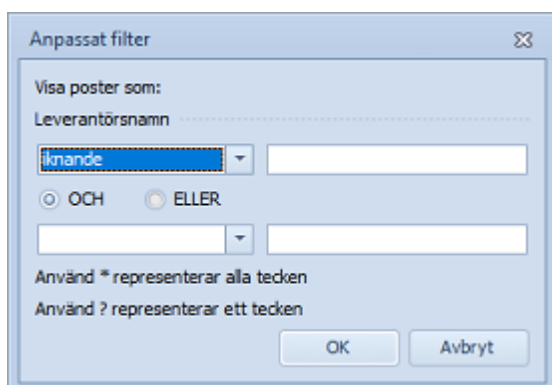 Anpassat filter
Visa poster som:
Leverantörsnamn
iknande
OCH ELLER
Använd * representerar alla tecken
Använd ? representerar ett tecken
OK Avbryt